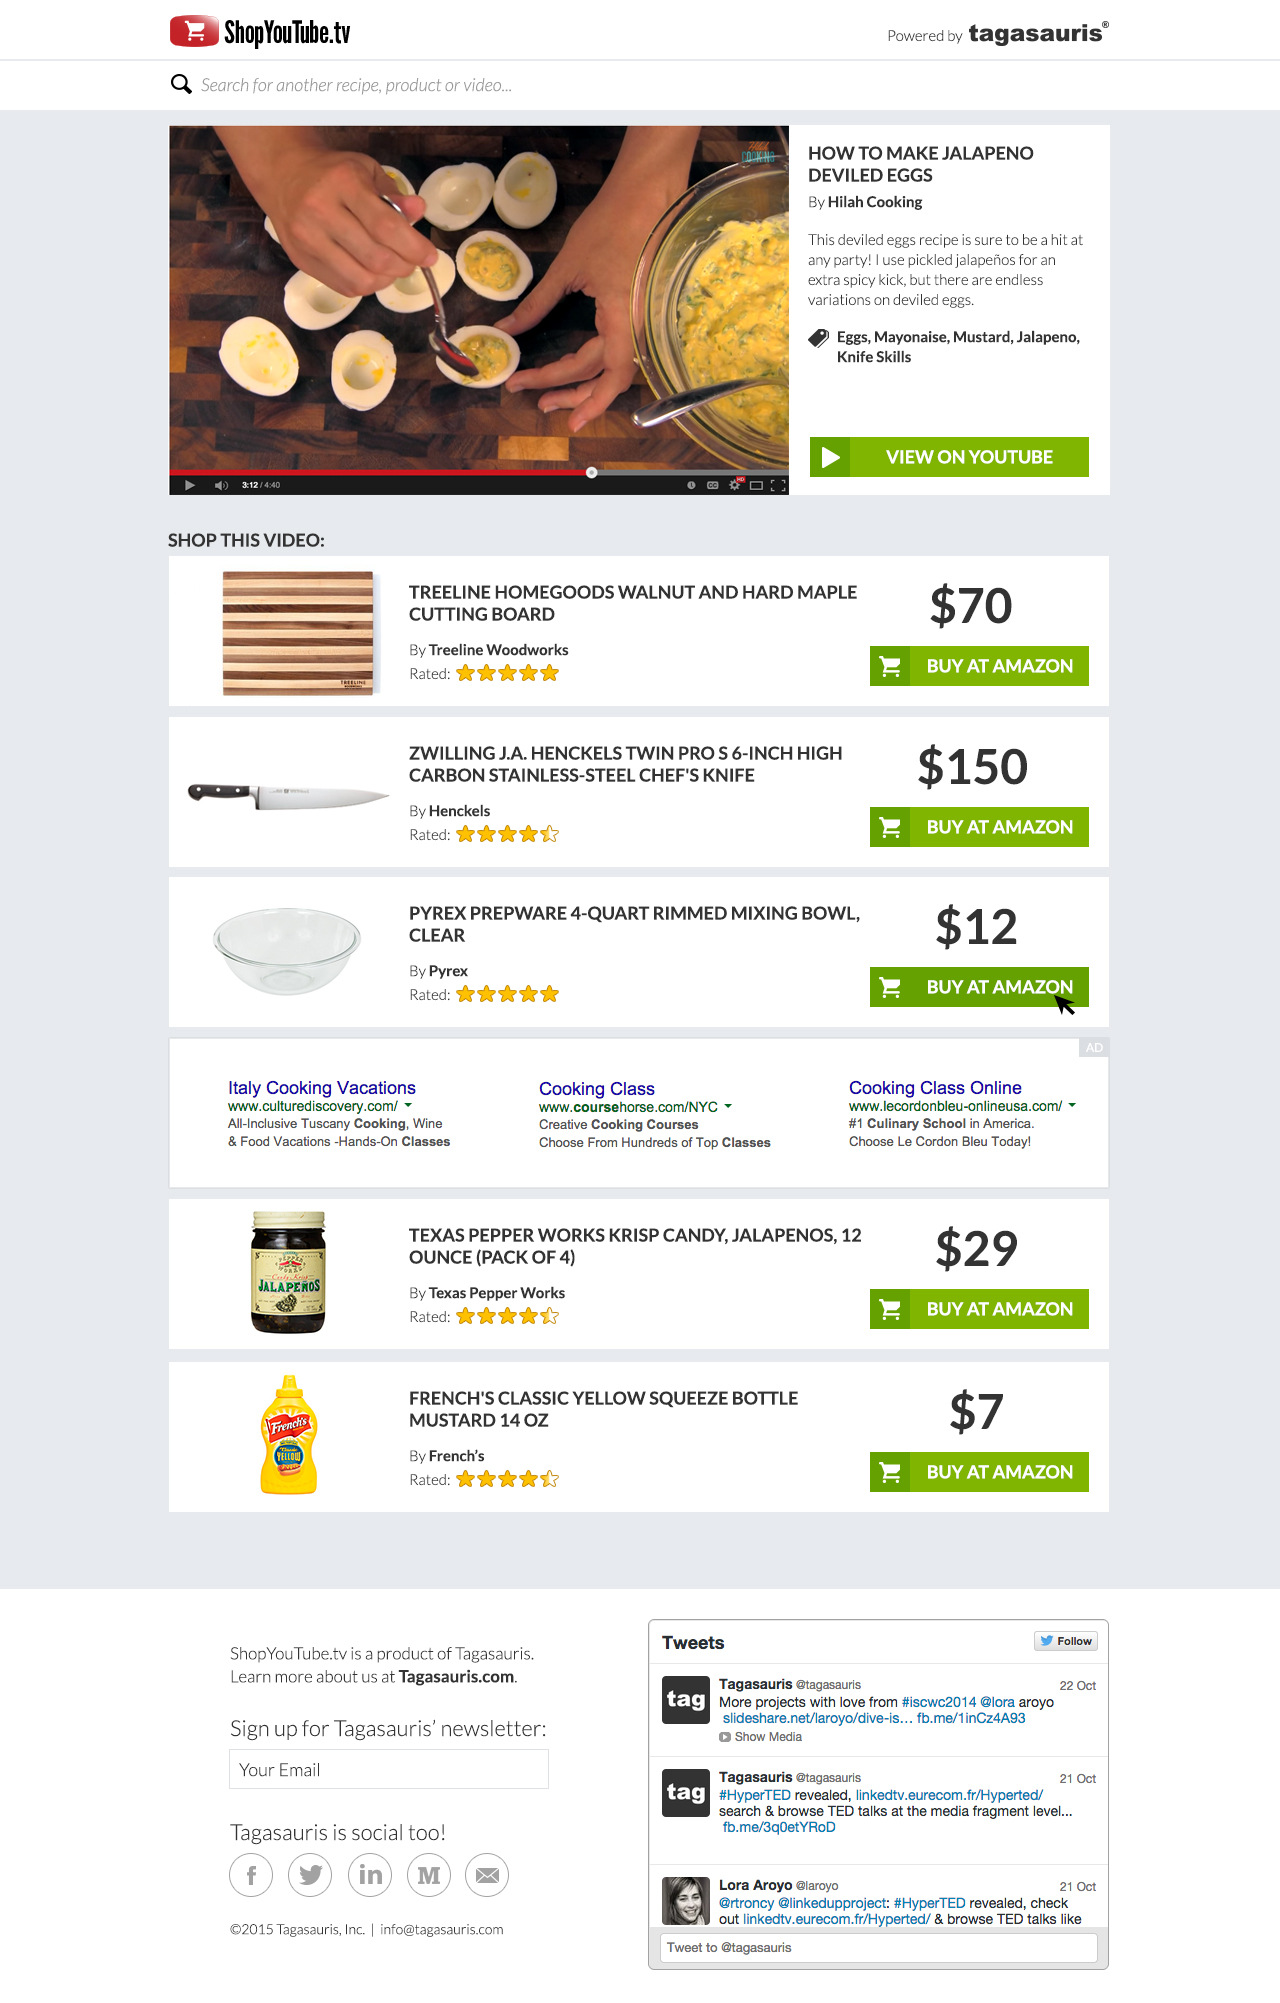 ShopYouTube.tv
Powered by tagasauris®
Search for another recipe, product or video...
Hilah
COOKING
HOW TO MAKE JALAPENO
DEVILED EGGS
By Hilah Cooking
This deviled eggs recipe is sure to be a hit at
any party! I use pickled jalapeños for an
extra spicy kick, but there are endless
variations on deviled eggs.
Eggs, Mayonaise, Mustard, Jalapeno,
Knife Skills
VIEW ON YOUTUBE
3:12 / 4:40
CC
HD
SHOP THIS VIDEO:
TREELINE
TREELINE HOMEGOODS WALNUT AND HARD MAPLE
CUTTING BOARD
By Treeline Woodworks
Rated:
$70
BUY AT AMAZON
ZWILLING J.A. HENCKELS TWIN PRO S 6-INCH HIGH
CARBON STAINLESS-STEEL CHEF'S KNIFE
By Henckels
Rated:
$150
BUY AT AMAZON
PYREX PREPWARE 4-QUART RIMMED MIXING BOWL,
CLEAR
By Pyrex
Rated:
$12
BUY AT AMAZON
AD
Italy Cooking Vacations
www.culturediscovery.com/
All-Inclusive Tuscany Cooking, Wine
& Food Vacations -Hands-On Classes
Cooking Class
www.coursehorse.com/NYC
Creative Cooking Courses
Choose From Hundreds of Top Classes
Cooking Class Online
www.lecordonbleu-onlineusa.com/
#1 Culinary School in America.
Choose Le Cordon Bleu Today!
PEPPER
WORKS
Candy Krisp
JALAPEÑOS
TEXAS PEPPER WORKS KRISP CANDY, JALAPENOS, 12
OUNCE (PACK OF 4)
By Texas Pepper Works
Rated:
$29
BUY AT AMAZON
French's
Classic
YELLOW
FRENCH'S CLASSIC YELLOW SQUEEZE BOTTLE
MUSTARD 14 OZ
By French's
Rated:
$7
BUY AT AMAZON
ShopYouTube.tv is a product of Tagasauris.
Learn more about us at Tagasauris.com.
Sign up for Tagasauris' newsletter:
Your Email
Tagasauris is social too!
©2015 Tagasauris, Inc. | info@tagasauris.com
Tweets
Follow
tag
Tagasauris @tagasauris 22 Oct
More projects with love from #iscwc2014 @lora aroyo
slideshare.net/laroyo/dive-is... fb.me/1inCz4A93
Show Media
tag
Tagasauris @tagasauris 21 Oct
#HyperTED revealed, linkedtv.eurecom.fr/Hyperted/
search & browse TED talks at the media fragment level...
fb.me/3q0etYRoD
Lora Aroyo @laroyo 21 Oct
@rtroncy @linkedupproject: #HyperTED revealed, check
out linkedtv.eurecom.fr/Hyperted/ & browse TED talks like
Tweet to @tagasauris